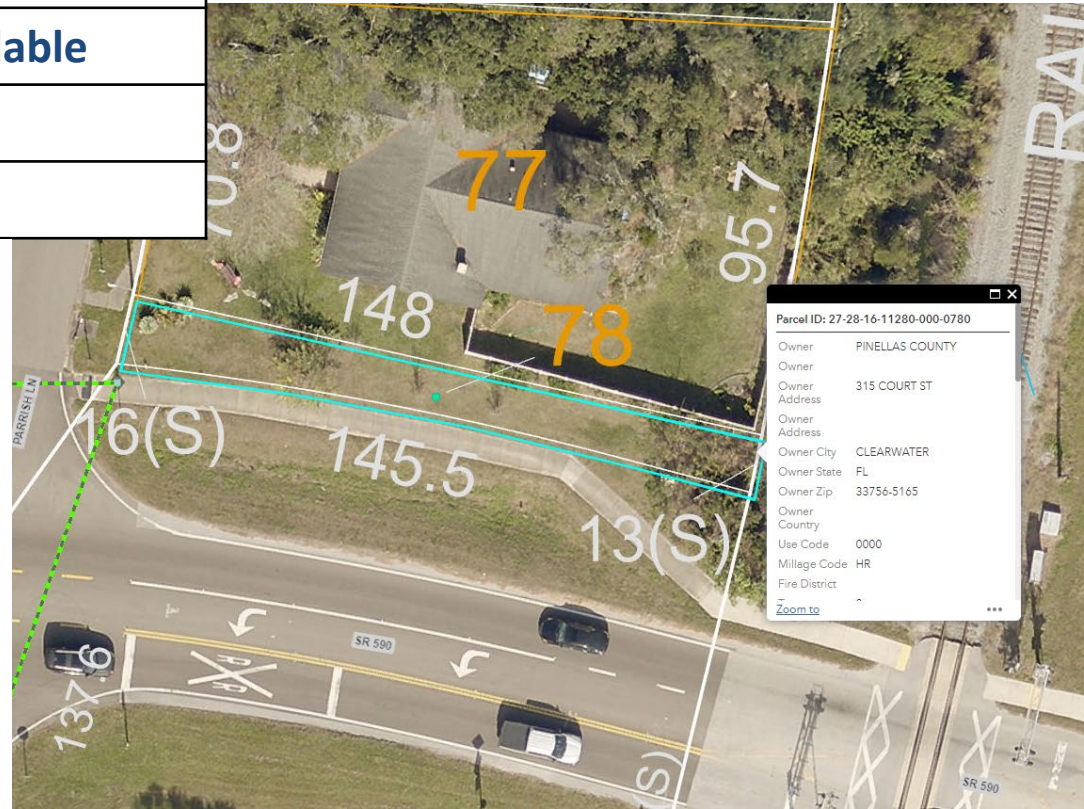 lable
RAI
77
70.8
95.7
148
78
Parcel ID: 27-28-16-11280-000-0780
Owner PINELLAS COUNTY
Owner
Owner Address 315 COURT ST
Owner Address
Owner City CLEARWATER
Owner State FL
Owner Zip 33756-5165
Owner Country
Use Code 0000
Millage Code HR
Fire District
Zoom to
PARRISH LN
16(S)
145.5
13(S)
SR 590
R R
137.6
S)
SR 590